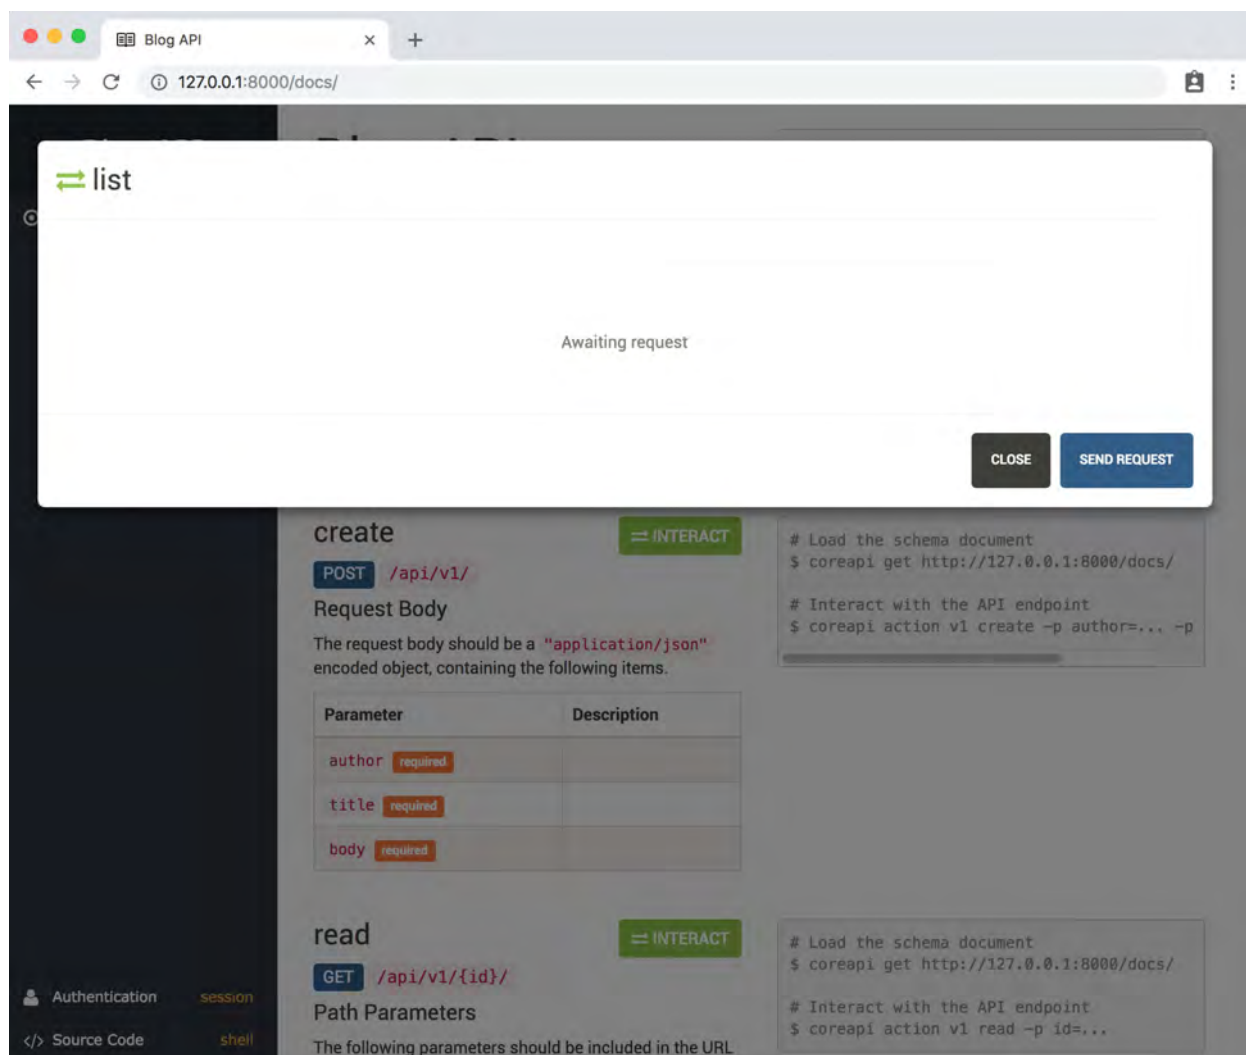 Blog API
127.0.0.1:8000/docs/
list
Awaiting request
CLOSE
SEND REQUEST
create
INTERACT
POST /api/v1/
Request Body
The request body should be a "application/json"
encoded object, containing the following items.
Parameter Description
author required
title required
body required
# Load the schema document
$ coreapi get http://127.0.0.1:8000/docs/
# Interact with the API endpoint
$ coreapi action v1 create -p author=... -p
read
INTERACT
GET /api/v1/{id}/
Path Parameters
The following parameters should be included in the URL
# Load the schema document
$ coreapi get http://127.0.0.1:8000/docs/
# Interact with the API endpoint
$ coreapi action v1 read -p id=...
Authentication session
</> Source Code shell